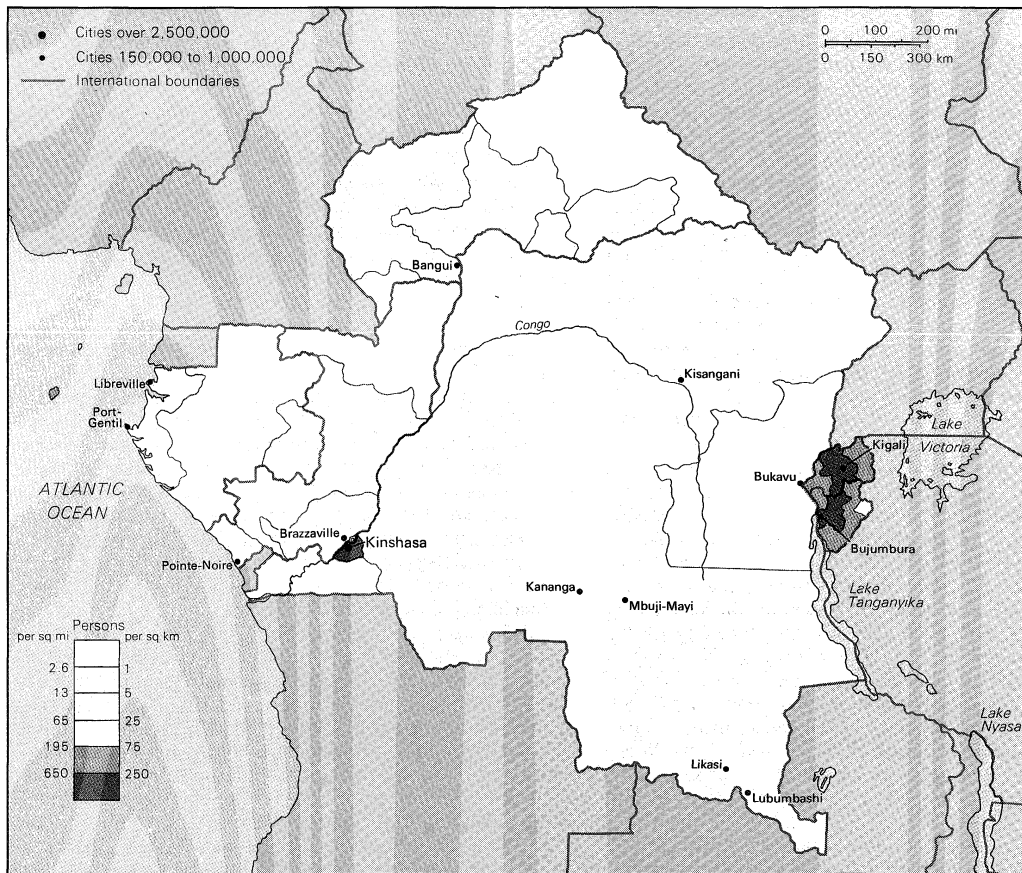 Cities over 2,500,000
Cities 150,000 to 1,000,000
International boundaries
0 100 200 mi
0 150 300 km
Bangui
Congo
Kisangani
Libreville
Port-
Gentil
Lake
Victoria
Kigali
Bukavu
ATLANTIC
OCEAN
Brazzaville
Kinshasa
Bujumbura
Pointe-Noire
Kananga
Mbuji-Mayi
Lake
Tanganyika
Persons
per sq mi per sq km
2.6 1
13 5
65 25
195 75
650 250
Lake
Nyasa
Likasi
Lubumbashi